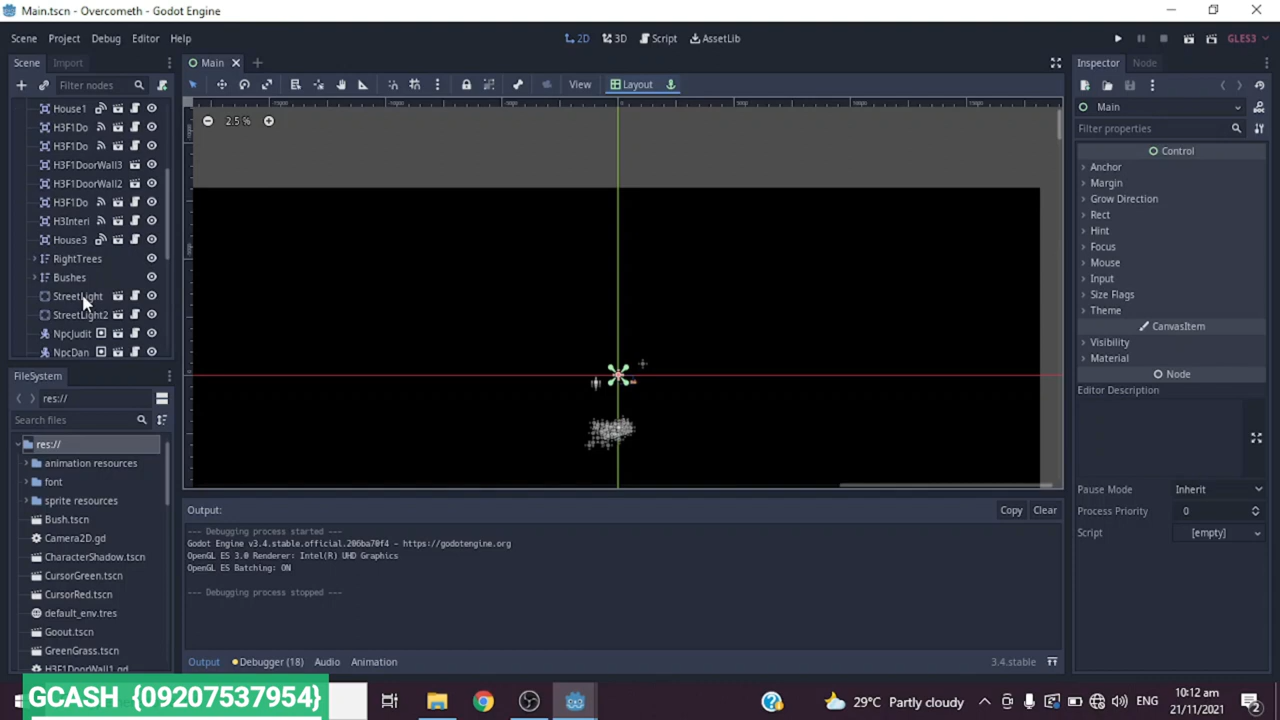 Main.tscn - Overcometh - Godot Engine
Scene Project Debug Editor Help
2D 3D Script AssetLib
GLES3
Scene Import
Main
Inspector Node
Filter nodes
View Layout
House1
H3F1Do
H3F1Do
H3F1DoorWall3
H3F1DoorWall2
H3F1Do
H3Interi
House3
RightTrees
Bushes
StreetLight
StreetLight2
NpcJudit
NpcDan
2.5 %
Main
Filter properties
Control
Anchor
Margin
Grow Direction
Rect
Hint
Focus
Mouse
Input
Size Flags
Theme
CanvasItem
Visibility
Material
Node
Editor Description
Pause Mode Inherit
Process Priority 0
Script [empty]
FileSystem
res://
Search files
res://
animation resources
font
sprite resources
Bush.tscn
Camera2D.gd
CharacterShadow.tscn
CursorGreen.tscn
CursorRed.tscn
default_env.tres
Goout.tscn
GreenGrass.tscn
H3F1DoorWall1.gd
Output:
Copy Clear
--- Debugging process started ---
Godot Engine v3.4.stable.official.206ba70f4 - https://godotengine.org
OpenGL ES 3.0 Renderer: Intel(R) UHD Graphics
OpenGL ES Batching: ON
--- Debugging process stopped ---
Output Debugger (18) Audio Animation
3.4.stable
GCASH {09207537954}
29°C Partly cloudy
ENG
10:12 am
21/11/2021
2